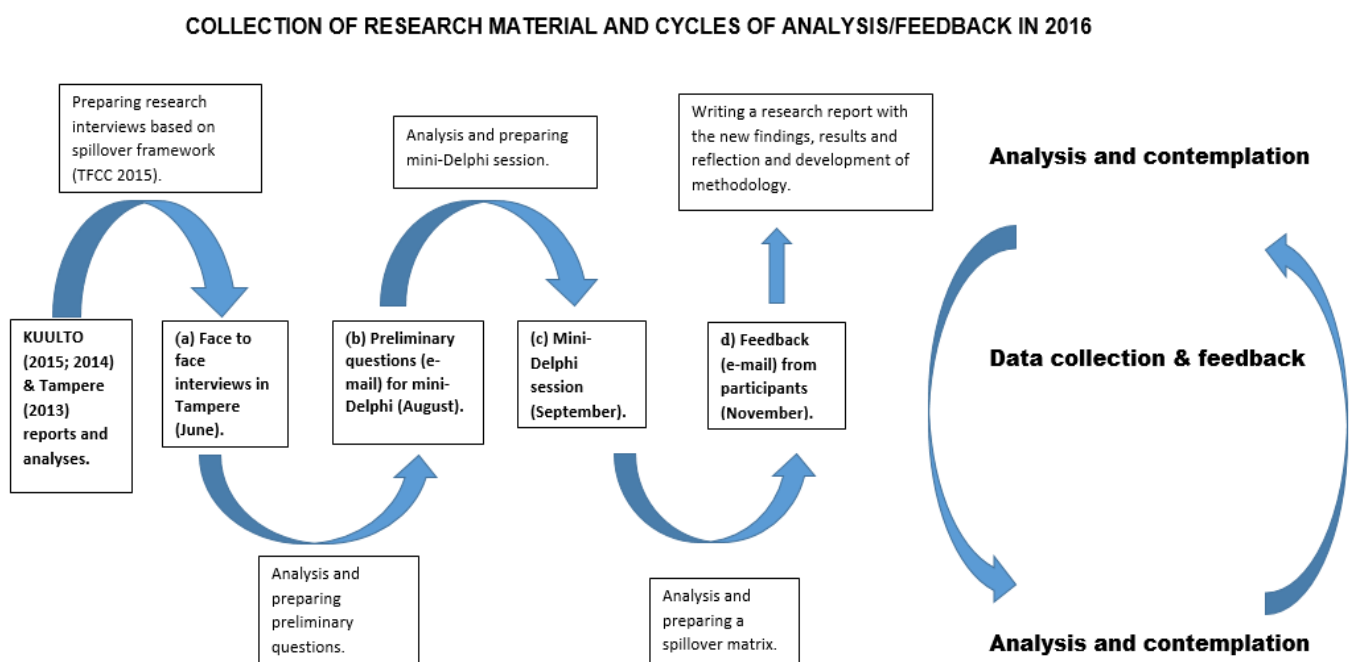 COLLECTION OF RESEARCH MATERIAL AND CYCLES OF ANALYSIS/FEEDBACK IN 2016
Preparing research
interviews based on
spillover framework
(TFCC 2015).
Analysis and preparing
mini-Delphi session.
Writing a research report with
the new findings, results and
reflection and development of
methodology.
Analysis and contemplation
KUULTO
(2015; 2014)
& Tampere
(2013)
reports and
analyses.
(a) Face to
face
interviews in
Tampere
(June).
(b) Preliminary
questions (e-
mail) for mini-
Delphi (August).
(c) Mini-
Delphi
session
(September).
d) Feedback
(e-mail) from
participants
(November).
Data collection & feedback
Analysis and
preparing
preliminary
questions.
Analysis and
preparing a
spillover matrix.
Analysis and contemplation